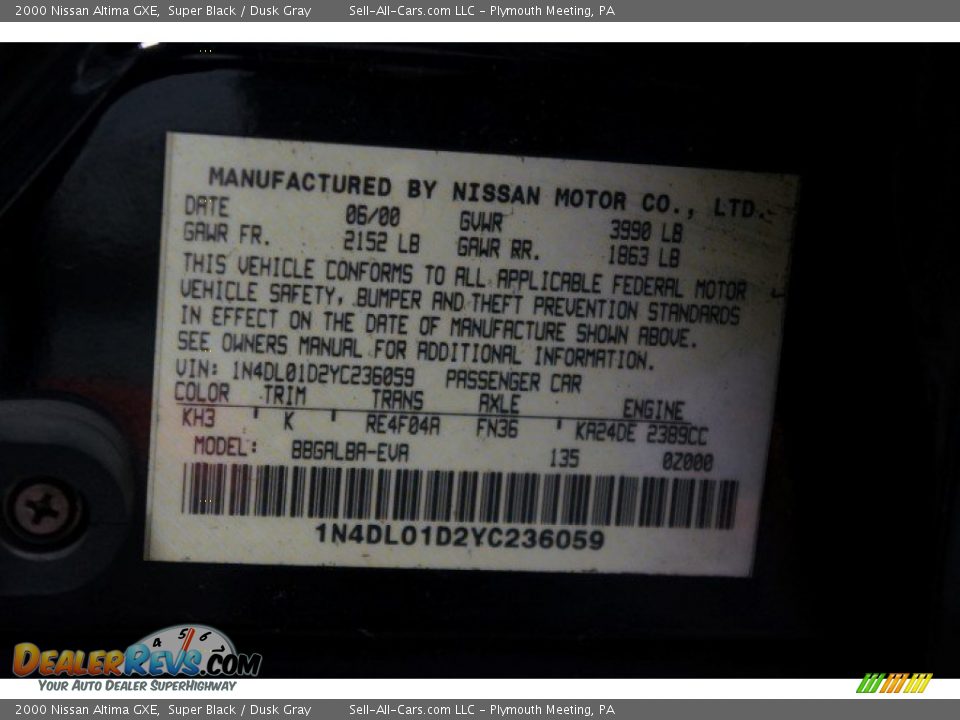 2000 Nissan Altima GXE, Super Black / Dusk Gray Sell-All-Cars.com LLC - Plymouth Meeting, PA
MANUFACTURED BY NISSAN MOTOR CO., LTD.
DATE 06/00 GVWR 3990 LB
GAWR FR. 2152 LB GAWR RR. 1863 LB
THIS VEHICLE CONFORMS TO ALL APPLICABLE FEDERAL MOTOR
VEHICLE SAFETY, BUMPER AND THEFT PREVENTION STANDARDS
IN EFFECT ON THE DATE OF MANUFACTURE SHOWN ABOVE.
SEE OWNERS MANUAL FOR ADDITIONAL INFORMATION.
VIN: 1N4DL01D2YC236059 PASSENGER CAR
COLOR TRIM TRANS AXLE ENGINE
KH3 K RE4F04A FN36 KA24DE 2389CC
MODEL: BBGALBA-EVA 135 0Z000
1N4DL01D2YC236059
4 5 6
DealerRevs.com
Your Auto Dealer SuperHighway
2000 Nissan Altima GXE, Super Black / Dusk Gray Sell-All-Cars.com LLC - Plymouth Meeting, PA